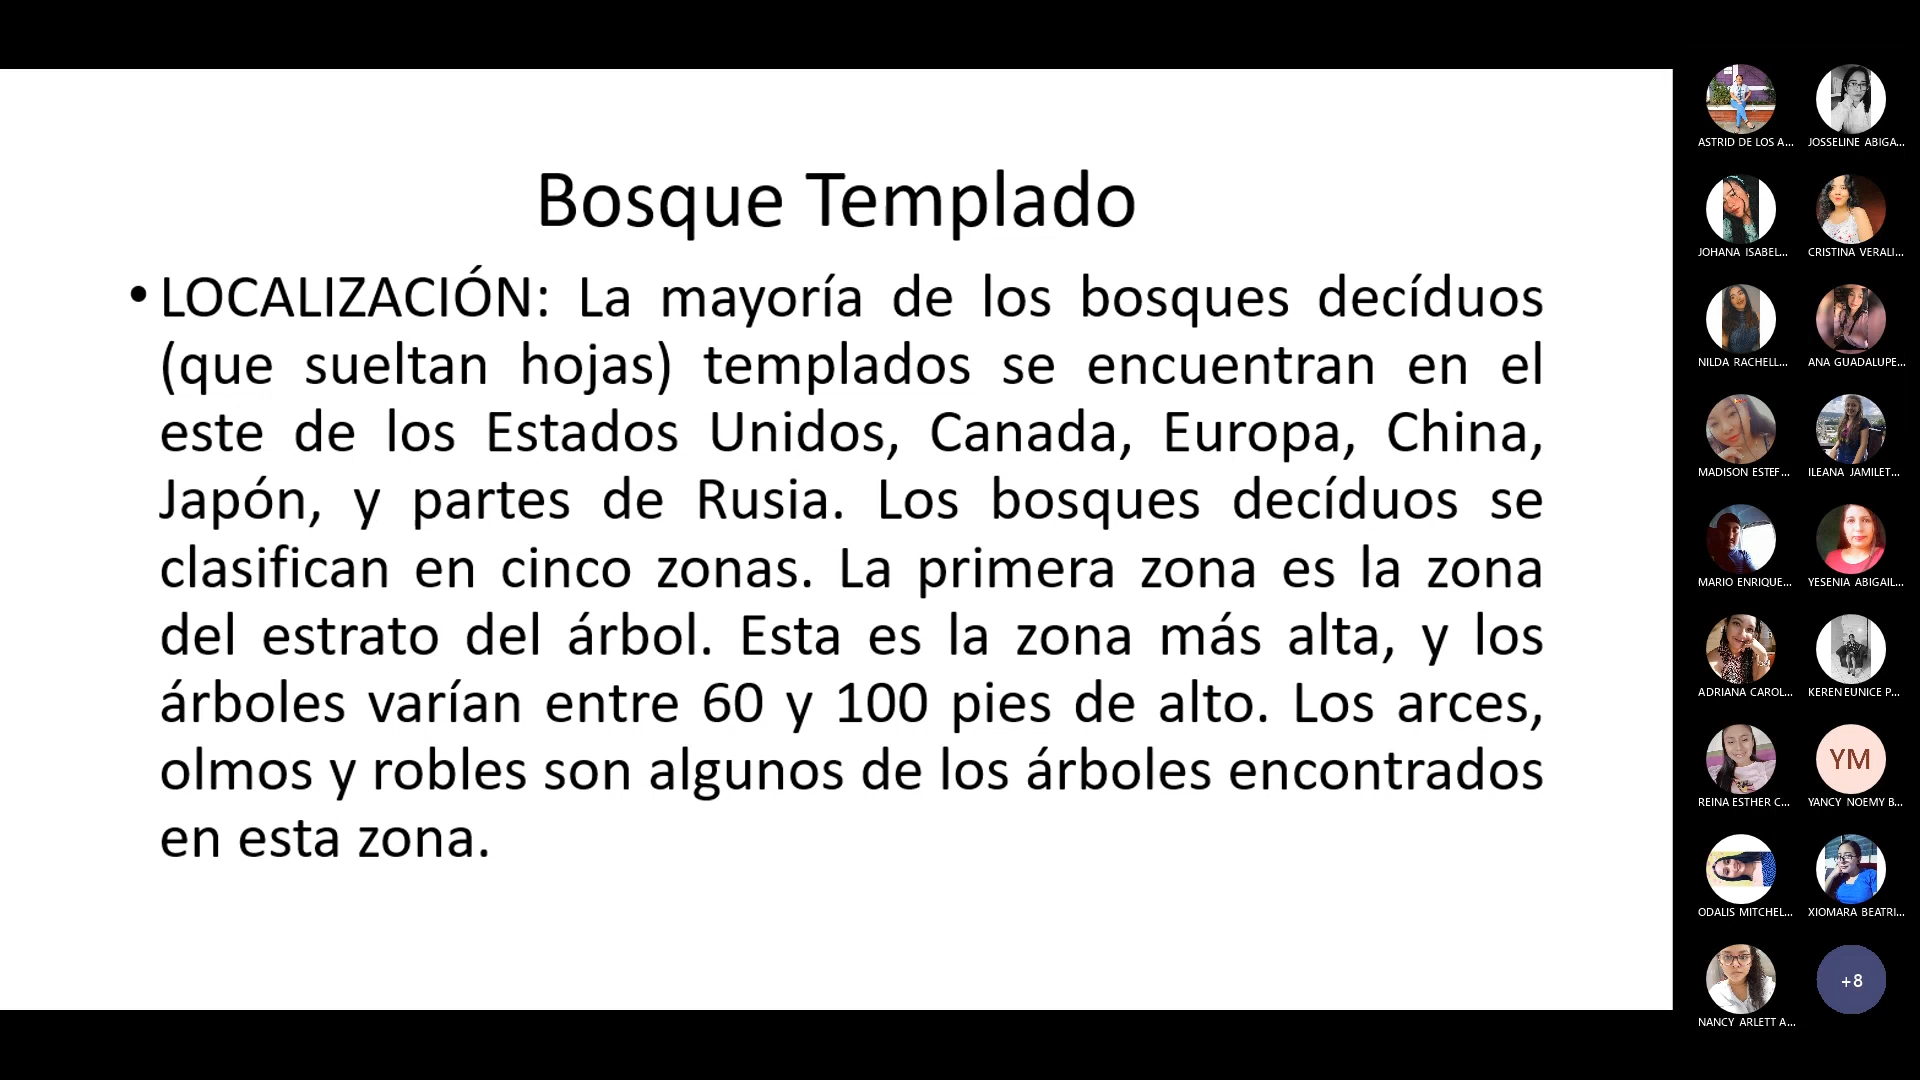 Bosque Templado
• LOCALIZACIÓN: La mayoría de los bosques decíduos
(que sueltan hojas) templados se encuentran en el
este de los Estados Unidos, Canada, Europa, China,
Japón, y partes de Rusia. Los bosques decíduos se
clasifican en cinco zonas. La primera zona es la zona
del estrato del árbol. Esta es la zona más alta, y los
árboles varían entre 60 y 100 pies de alto. Los arces,
olmos y robles son algunos de los árboles encontrados
en esta zona.
ASTRID DE LOS A...
JOSSELINE ABIGA...
JOHANA ISABEL...
CRISTINA VERALI...
NILDA RACHELL...
ANA GUADALUPE...
MADISON ESTEF...
ILEANA JAMILET...
MARIO ENRIQUE...
YESENIA ABIGAIL...
ADRIANA CAROL...
KEREN EUNICE P...
REINA ESTHER C...
YM
YANCY NOEMY B...
ODALIS MITCHEL...
XIOMARA BEATRI...
NANCY ARLETT A...
+8